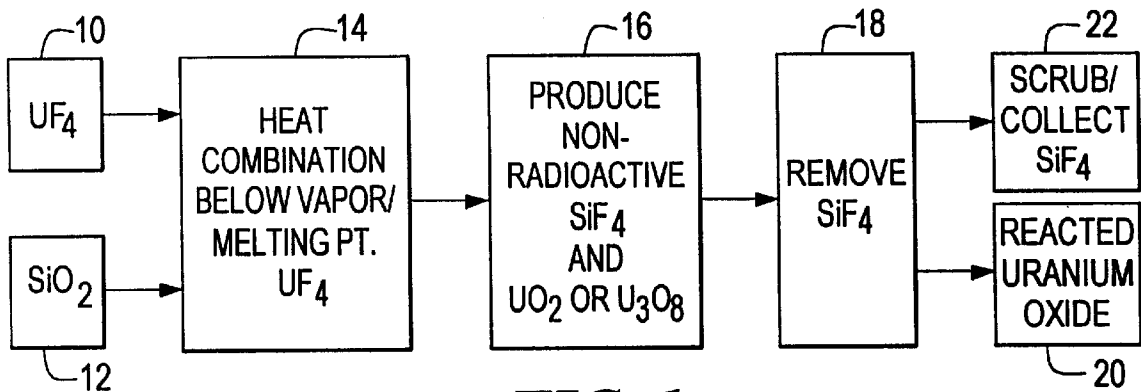 10
UF4
SiO2
12
14
HEAT
COMBINATION
BELOW VAPOR/
MELTING PT.
UF4
16
PRODUCE
NON-
RADIOACTIVE
SiF4
AND
UO2 OR U3O8
18
REMOVE
SiF4
22
SCRUB/
COLLECT
SiF4
REACTED
URANIUM
OXIDE
20